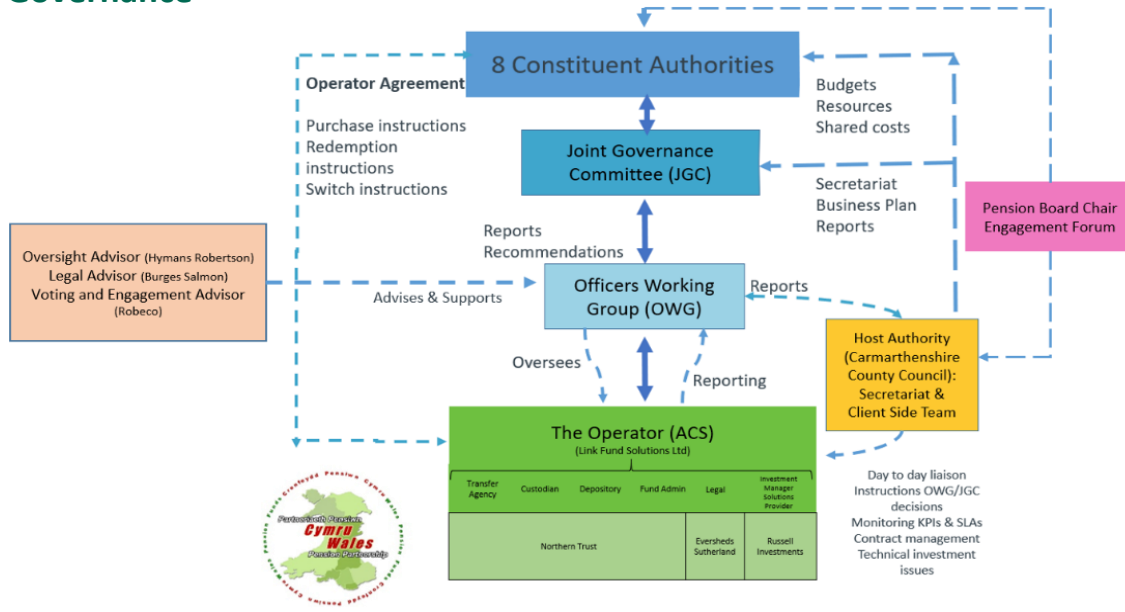 Governance
8 Constituent Authorities
Operator Agreement
Purchase instructions
Redemption
instructions
Switch instructions
Budgets
Resources
Shared costs
Joint Governance
Committee (JGC)
Secretariat
Business Plan
Reports
Pension Board Chair
Engagement Forum
Reports
Recommendations
Oversight Advisor (Hymans Robertson)
Legal Advisor (Burges Salmon)
Voting and Engagement Advisor
(Robeco)
Advises & Supports
Officers Working
Group (OWG)
Reports
Host Authority
(Carmarthenshire
County Council):
Secretariat &
Client Side Team
Oversees
Reporting
The Operator (ACS)
(Link Fund Solutions Ltd)
Transfer
Agency
Custodian
Depository
Fund Admin
Legal
Investment
Manager
Solutions
Provider
Northern Trust
Eversheds
Sutherland
Russell
Investments
Day to day liaison
Instructions OWG/JGC
decisions
Monitoring KPIs & SLAs
Contract management
Technical investment
issues
Partneriaeth Pensiwn
Cymru
Wales
Pension Partnership